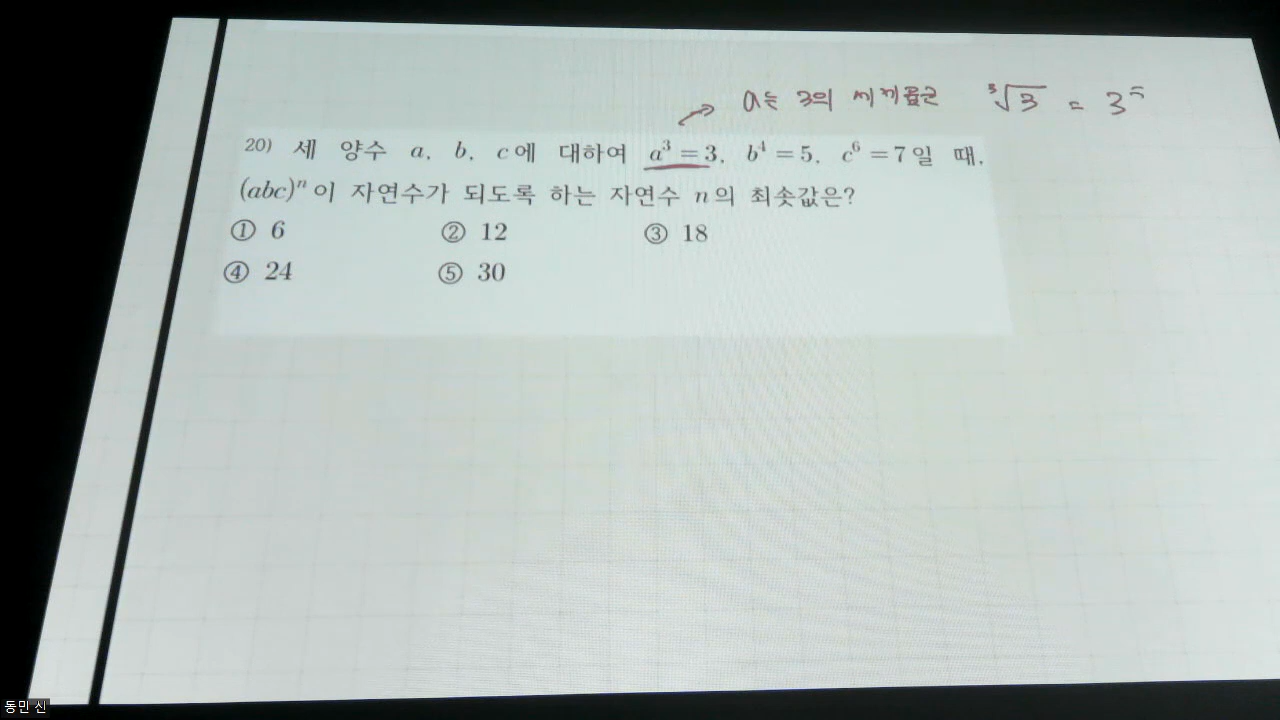 a는 3의 세제곱근 ³√3 = 3
20) 세 양수 a, b, c에 대하여 a³ = 3, b⁴ = 5, c⁶ = 7일 때,
(abc)ⁿ이 자연수가 되도록 하는 자연수 n의 최솟값은?
① 6 ② 12 ③ 18
④ 24 ⑤ 30
동민 신